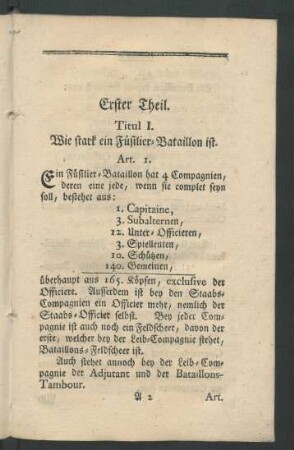 Erster Theil.
Titul I.
Wie stark ein Füsilier-Bataillon ist.
Art. 1.
Ein Füsilier-Bataillon hat 4 Compagnien,
deren eine jede, wenn sie complet seyn
soll, bestehet aus:
1. Capitaine,
3. Subalternen,
12. Unter-Officieren,
3. Spielleuten,
10. Schützen,
140. Gemeinen,
überhaupt aus 165. Köpfen, exclusive der
Officiere. Ausserdem ist bey den Staabs-
Compagnien ein Officier mehr, nemlich der
Staabs-Officier selbst. Bey jeder Com-
pagnie ist auch noch ein Feldscheer, davon der
erste, welcher bey der Leib-Compagnie stehet,
Bataillons-Feldscheer ist.
Auch stehet annoch bey der Leib-Com-
pagnie der Adjutant und der Bataillons-
Tambour.
A 2 Art.